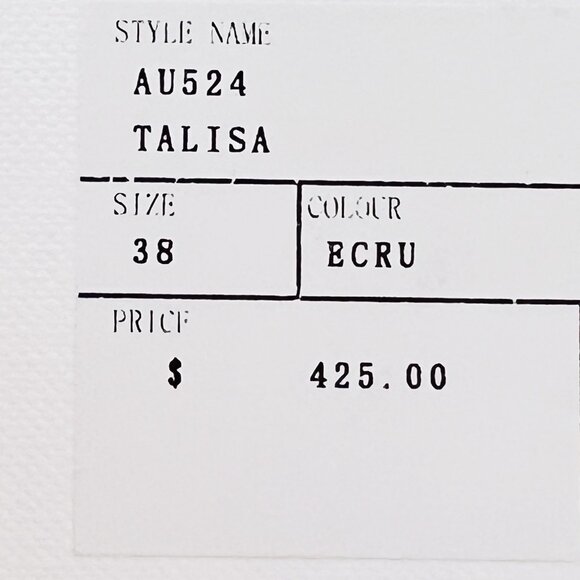 STYLE NAME
AU524
TALISA
SIZE COLOUR
38 ECRU
PRICE
$ 425.00